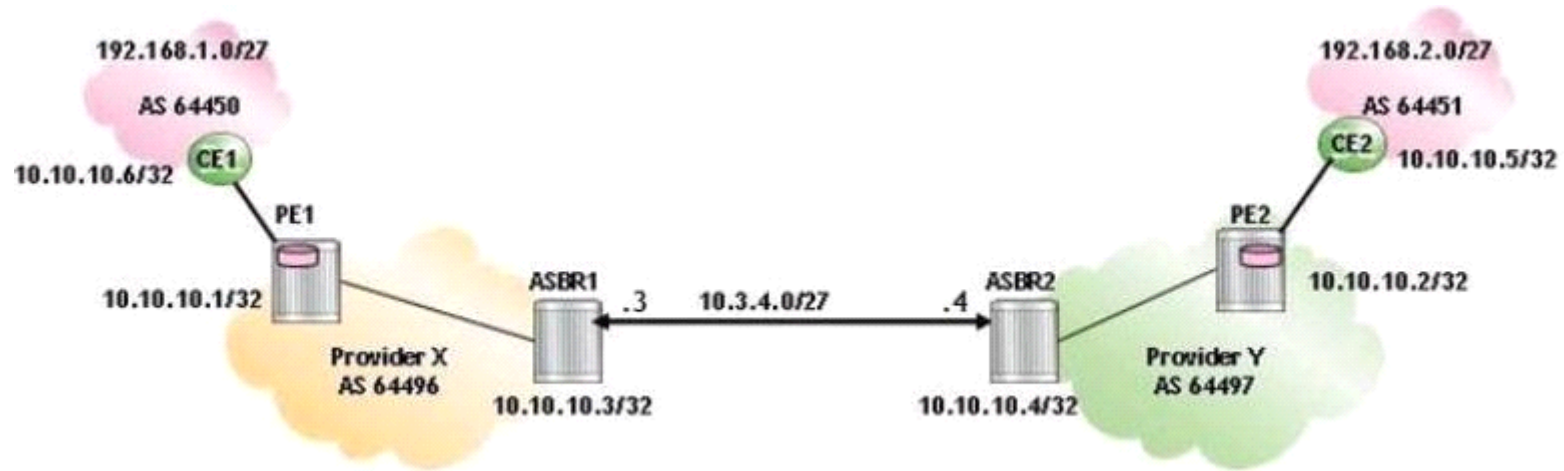 192.168.1.0/27
AS 64450
CE1
10.10.10.6/32
PE1
10.10.10.1/32
Provider X
AS 64496
ASBR1
10.10.10.3/32
.3
10.3.4.0/27
.4
ASBR2
10.10.10.4/32
Provider Y
AS 64497
PE2
10.10.10.2/32
192.168.2.0/27
AS 64451
CE2
10.10.10.5/32